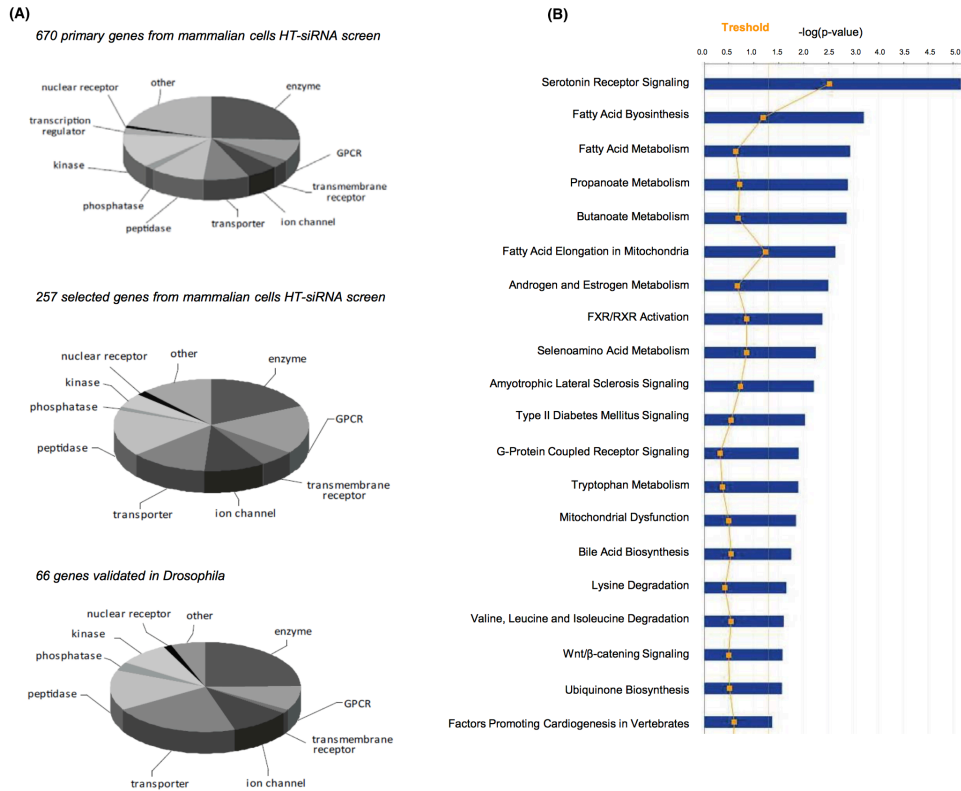 (A)
670 primary genes from mammalian cells HT-siRNA screen
other
enzyme
nuclear receptor
transcription
regulator
GPCR
kinase
transmembrane
receptor
phosphatase
ion channel
peptidase
transporter
257 selected genes from mammalian cells HT-siRNA screen
nuclear receptor
other
enzyme
kinase
phosphatase
GPCR
peptidase
transmembrane
receptor
transporter
ion channel
66 genes validated in Drosophila
nuclear receptor
other
enzyme
kinase
phosphatase
peptidase
GPCR
transmembrane
receptor
transporter
ion channel
(B)
Treshold
-log(p-value)
0.0 0.5 1.0 1.5 2.0 2.5 3.0 4.0 3.5 4.5 5.0
Serotonin Receptor Signaling
Fatty Acid Byosinthesis
Fatty Acid Metabolism
Propanoate Metabolism
Butanoate Metabolism
Fatty Acid Elongation in Mitochondria
Androgen and Estrogen Metabolism
FXR/RXR Activation
Selenoamino Acid Metabolism
Amyotrophic Lateral Sclerosis Signaling
Type II Diabetes Mellitus Signaling
G-Protein Coupled Receptor Signaling
Tryptophan Metabolism
Mitochondrial Dysfunction
Bile Acid Biosynthesis
Lysine Degradation
Valine, Leucine and Isoleucine Degradation
Wnt/β-catening Signaling
Ubiquinone Biosynthesis
Factors Promoting Cardiogenesis in Vertebrates